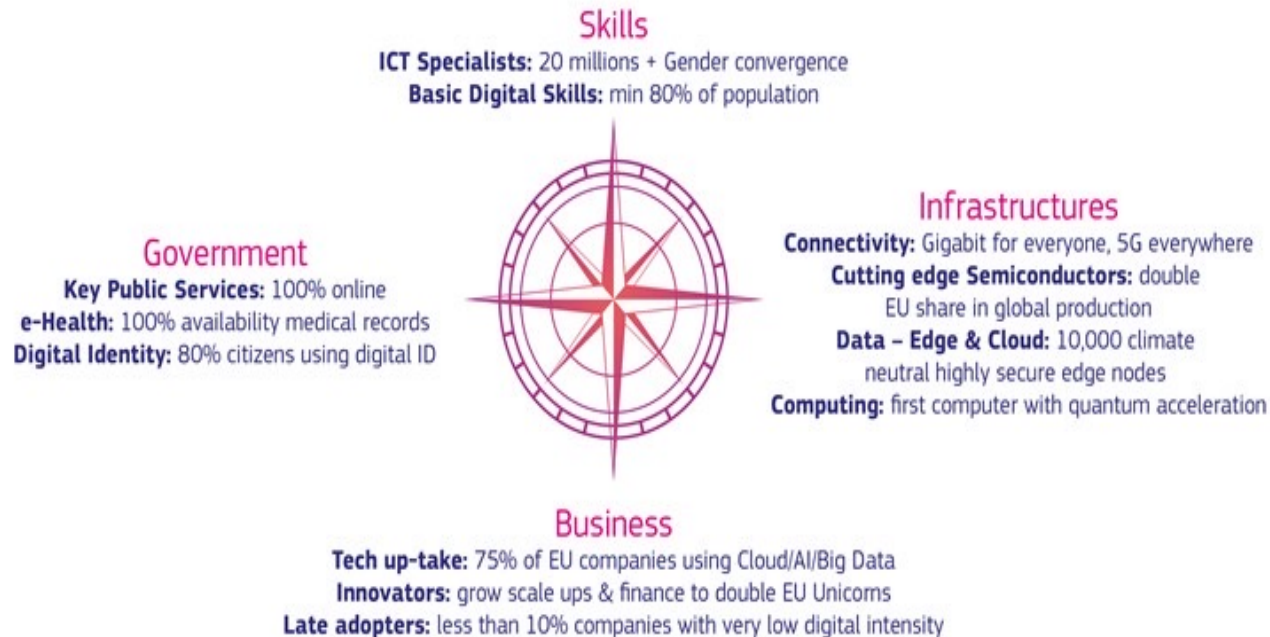 Skills
ICT Specialists: 20 millions + Gender convergence
Basic Digital Skills: min 80% of population
Government
Key Public Services: 100% online
e-Health: 100% availability medical records
Digital Identity: 80% citizens using digital ID
Infrastructures
Connectivity: Gigabit for everyone, 5G everywhere
Cutting edge Semiconductors: double
EU share in global production
Data – Edge & Cloud: 10,000 climate
neutral highly secure edge nodes
Computing: first computer with quantum acceleration
Business
Tech up-take: 75% of EU companies using Cloud/AI/Big Data
Innovators: grow scale ups & finance to double EU Unicorns
Late adopters: less than 10% companies with very low digital intensity